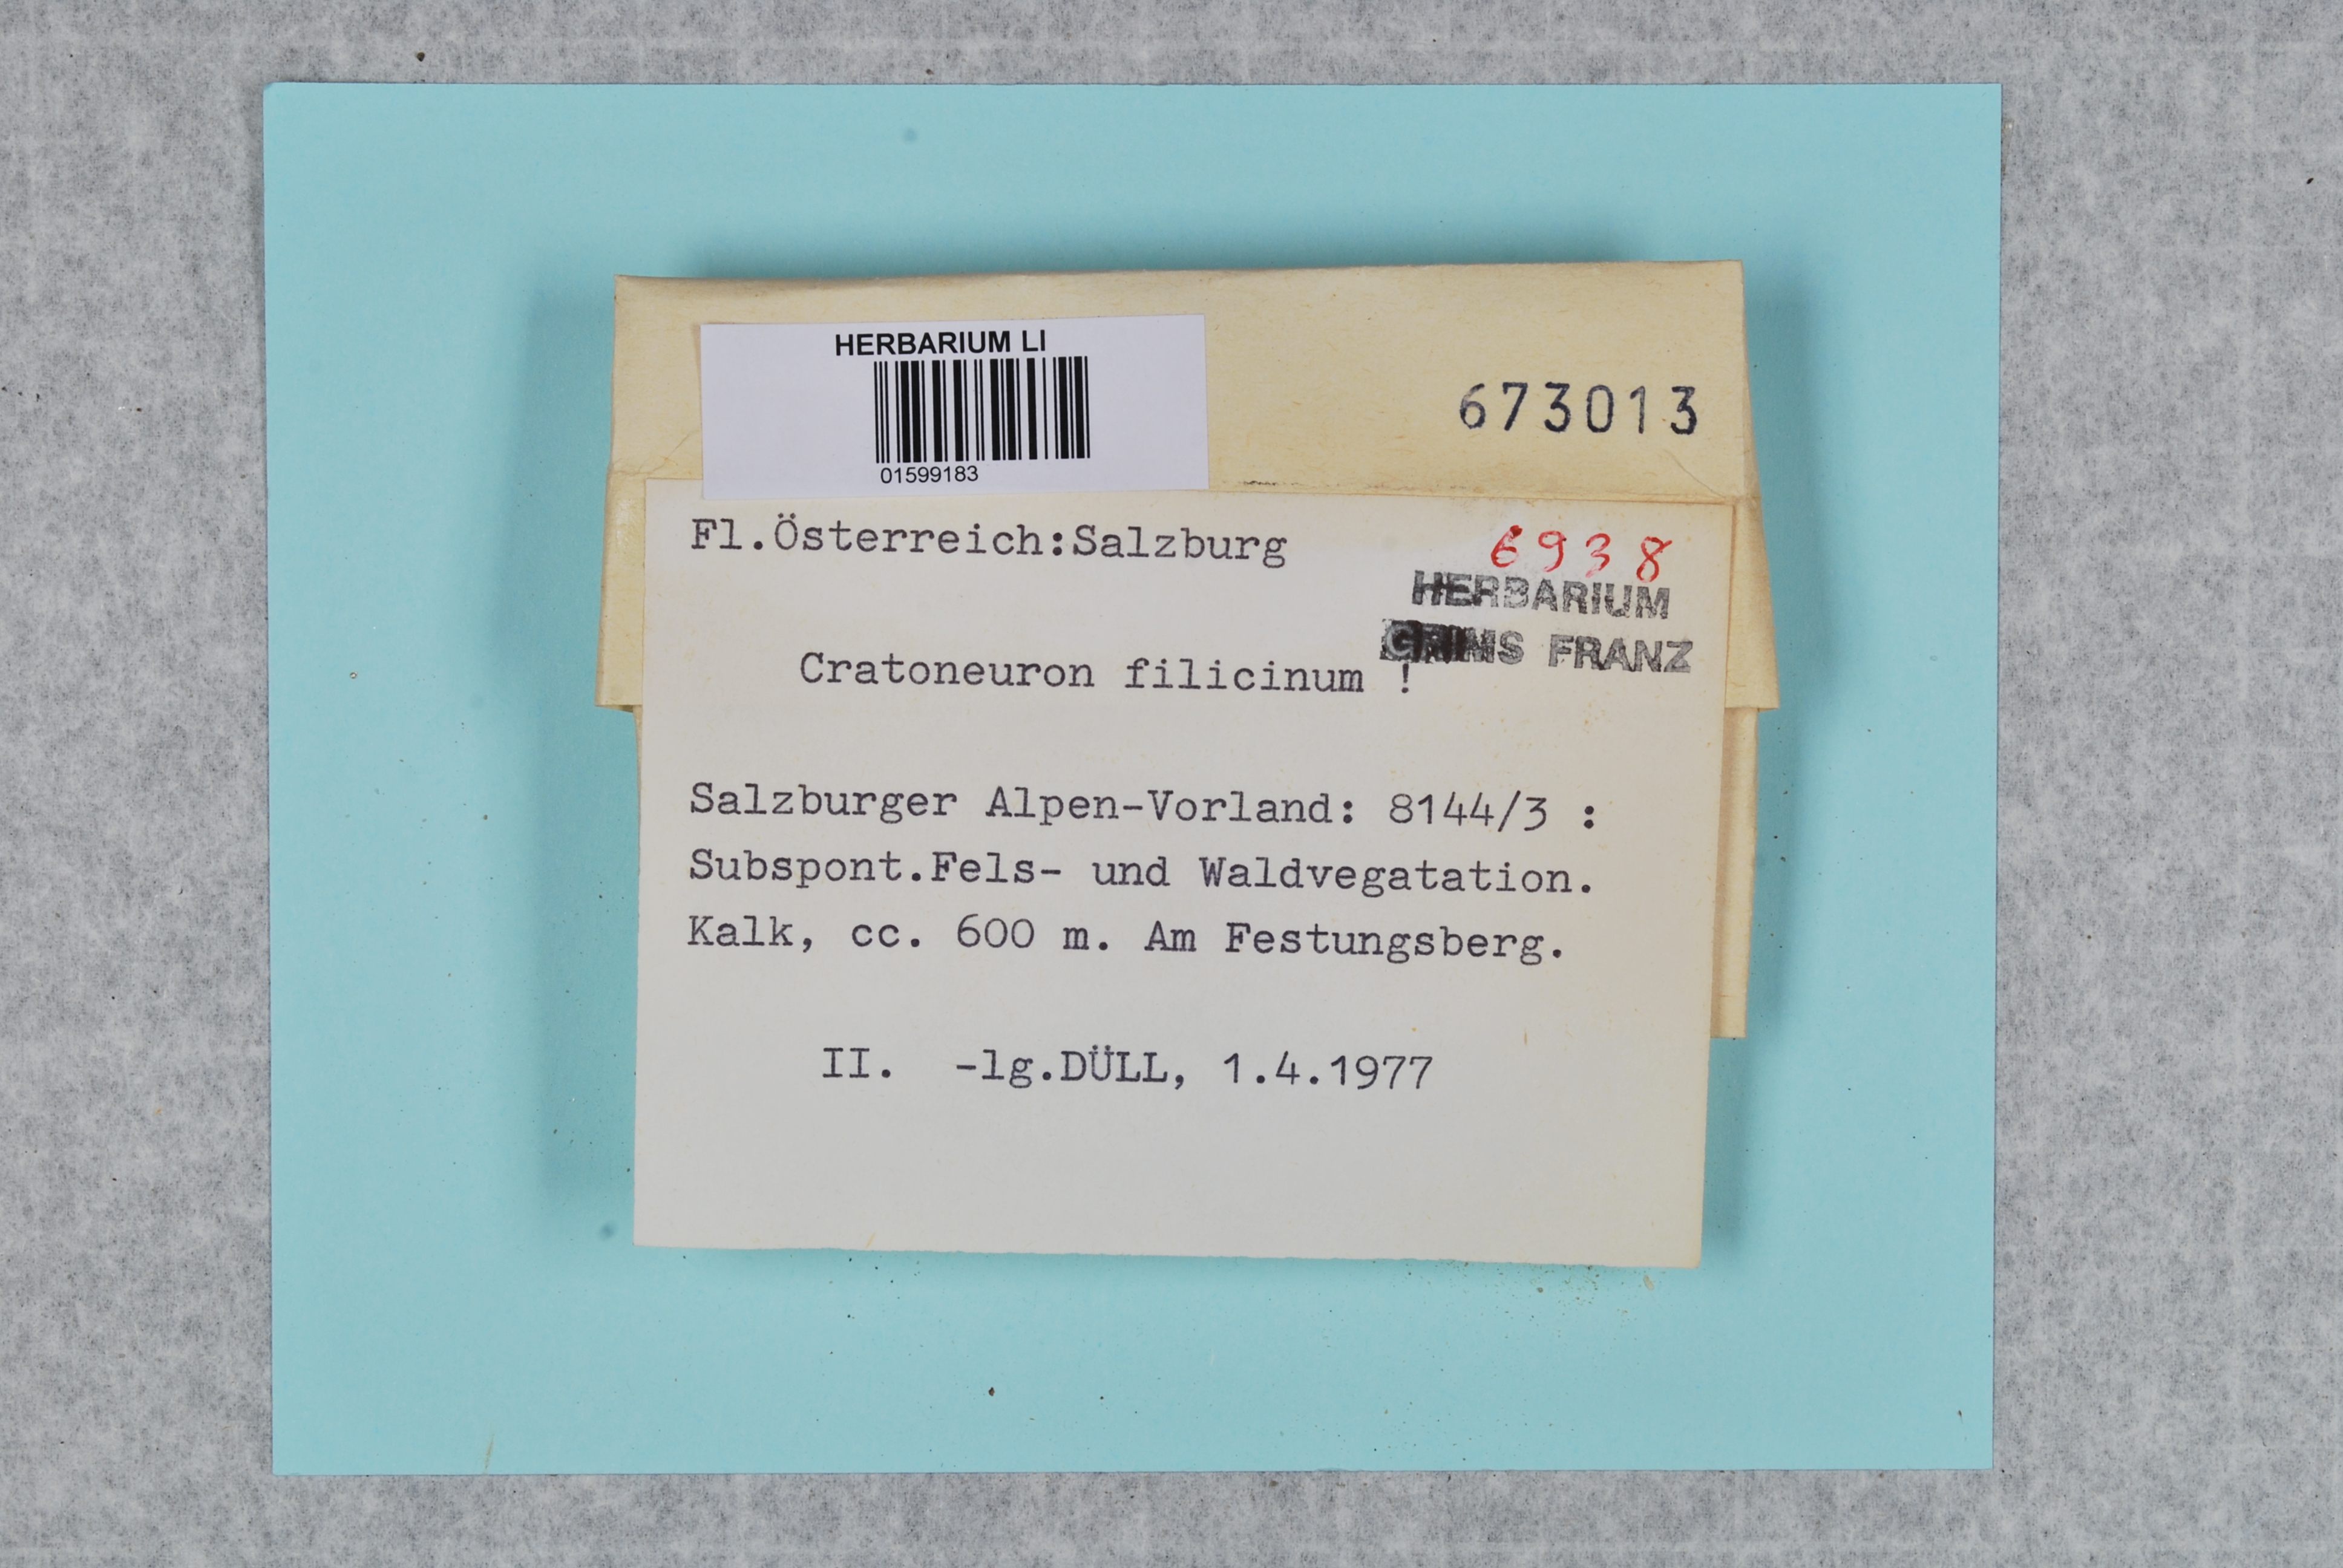 HERBARIUM LI
01599183
673013
Fl.Österreich:Salzburg
6938
HERBARIUM
GRIMS FRANZ
Cratoneuron filicinum !
Salzburger Alpen-Vorland: 8144/3 :
Subspont.Fels- und Waldvegatation.
Kalk, cc. 600 m. Am Festungsberg.
II. -lg.DÜLL, 1.4.1977